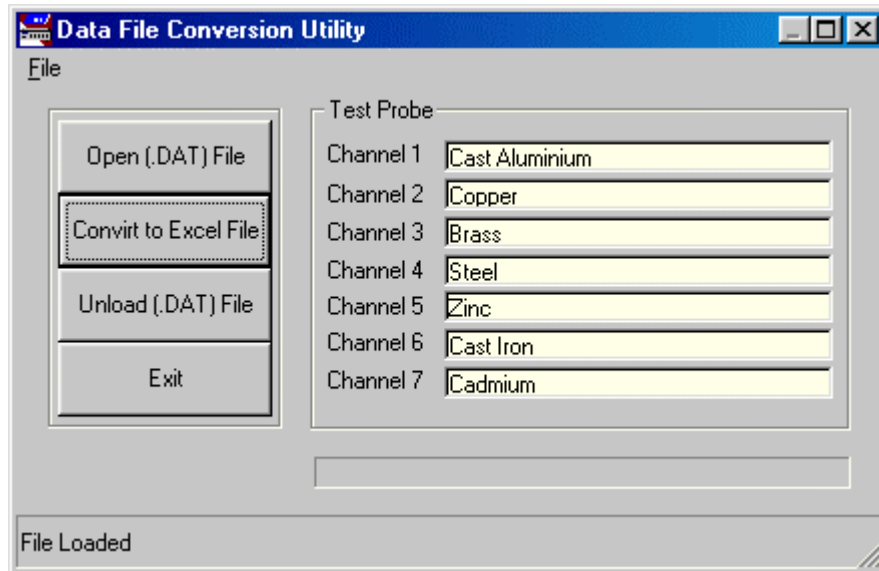 Data File Conversion Utility
File
Open (.DAT) File
Convirt to Excel File
Unload (.DAT) File
Exit
Test Probe
Channel 1 Cast Aluminium
Channel 2 Copper
Channel 3 Brass
Channel 4 Steel
Channel 5 Zinc
Channel 6 Cast Iron
Channel 7 Cadmium
File Loaded